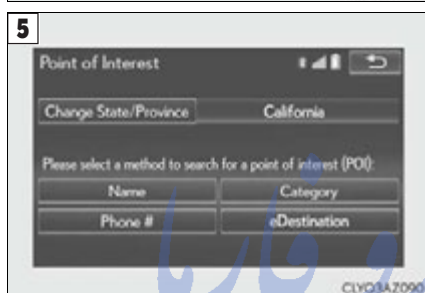 5
Point of Interest
Change State/Province California
Please select a method to search for a point of interest (POI):
Name Category
Phone # eDestination
CLYQ3AZ090